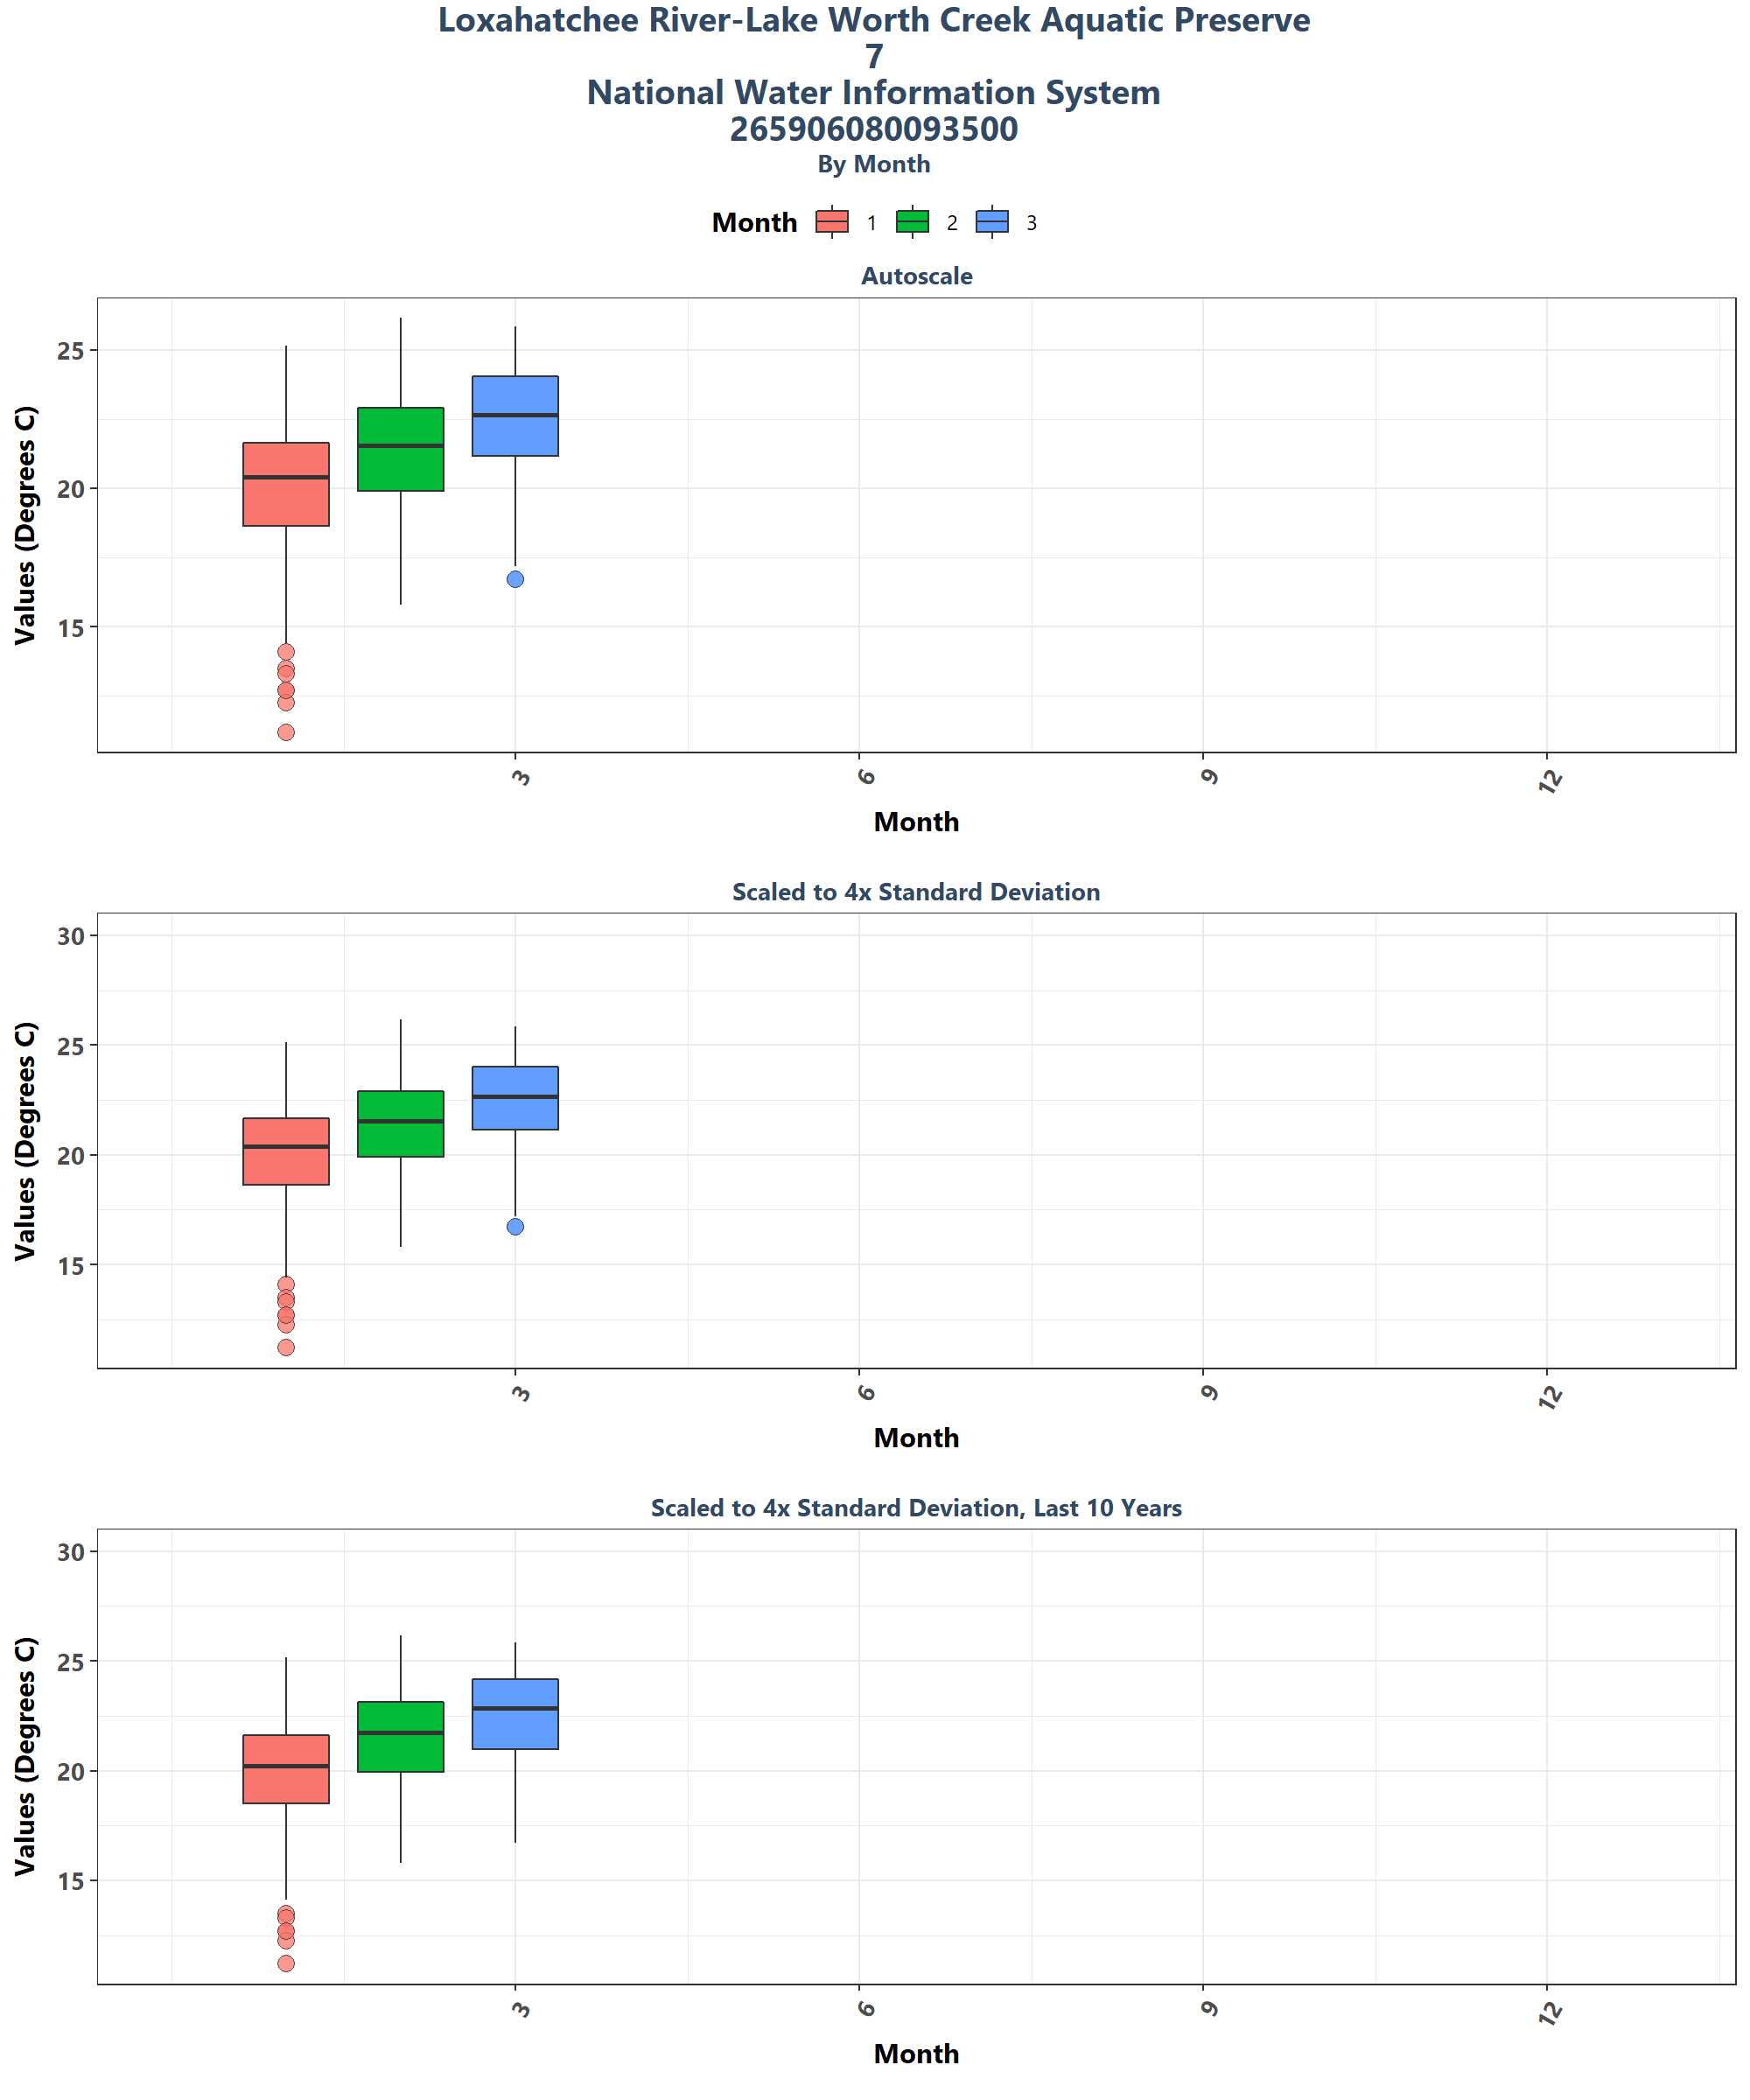 Loxahatchee River-Lake Worth Creek Aquatic Preserve
7
National Water Information System
265906080093500
By Month
Month 1 2 3
Autoscale
Values (Degrees C)
25
20
15
3 6 9 12
Month
Scaled to 4x Standard Deviation
Values (Degrees C)
30
25
20
15
3 6 9 12
Month
Scaled to 4x Standard Deviation, Last 10 Years
Values (Degrees C)
30
25
20
15
3 6 9 12
Month